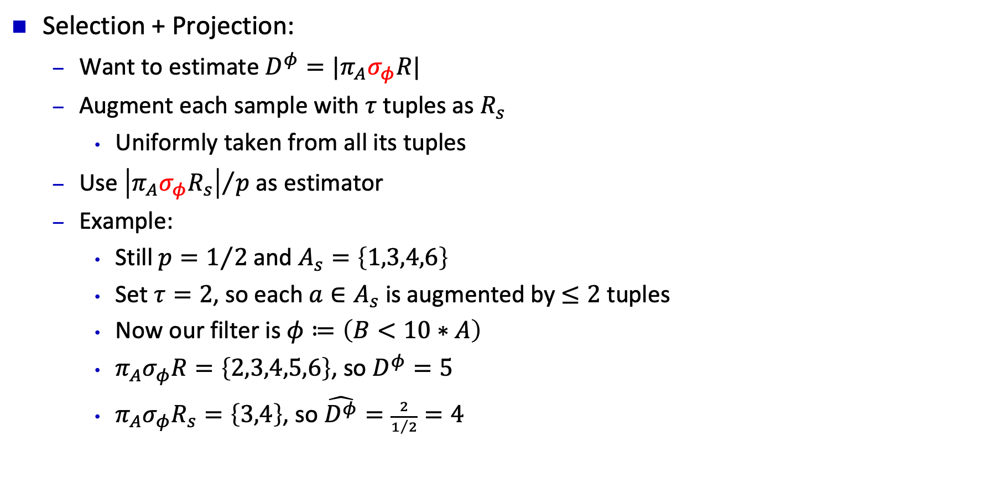 ■ Selection + Projection:
– Want to estimate $D^{\phi} = |\pi_A \sigma_\phi R|$
– Augment each sample with $\tau$ tuples as $R_s$
• Uniformly taken from all its tuples
– Use $|\pi_A \sigma_\phi R_s|/p$ as estimator
– Example:
• Still $p = 1/2$ and $A_s = \{1,3,4,6\}$
• Set $\tau = 2$, so each $a \in A_s$ is augmented by $\leq 2$ tuples
• Now our filter is $\phi := (B < 10 * A)$
• $\pi_A \sigma_\phi R = \{2,3,4,5,6\}$, so $D^{\phi} = 5$
• $\pi_A \sigma_\phi R_s = \{3,4\}$, so $\widehat{D^{\phi}} = \frac{2}{1/2} = 4$